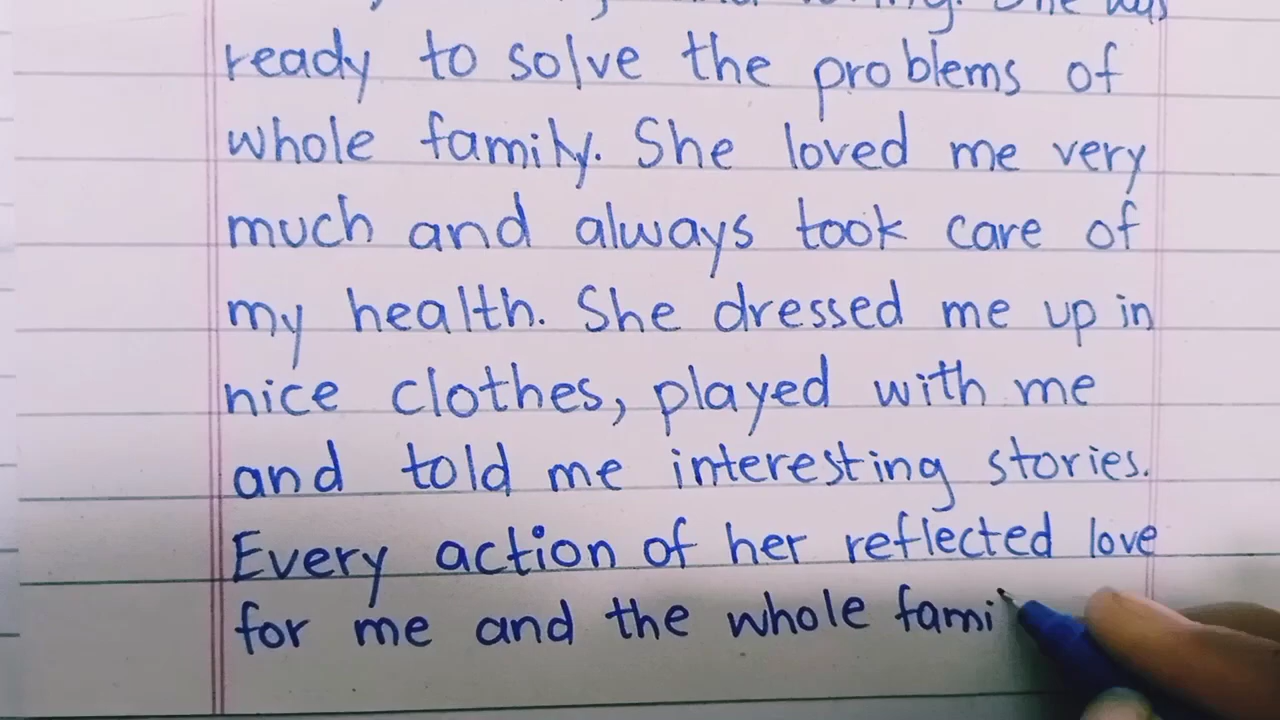 She was
ready to solve the problems of
whole family. She loved me very
much and always took care of
my health. She dressed me up in
nice clothes, played with me
and told me interesting stories.
Every action of her reflected love
for me and the whole fami